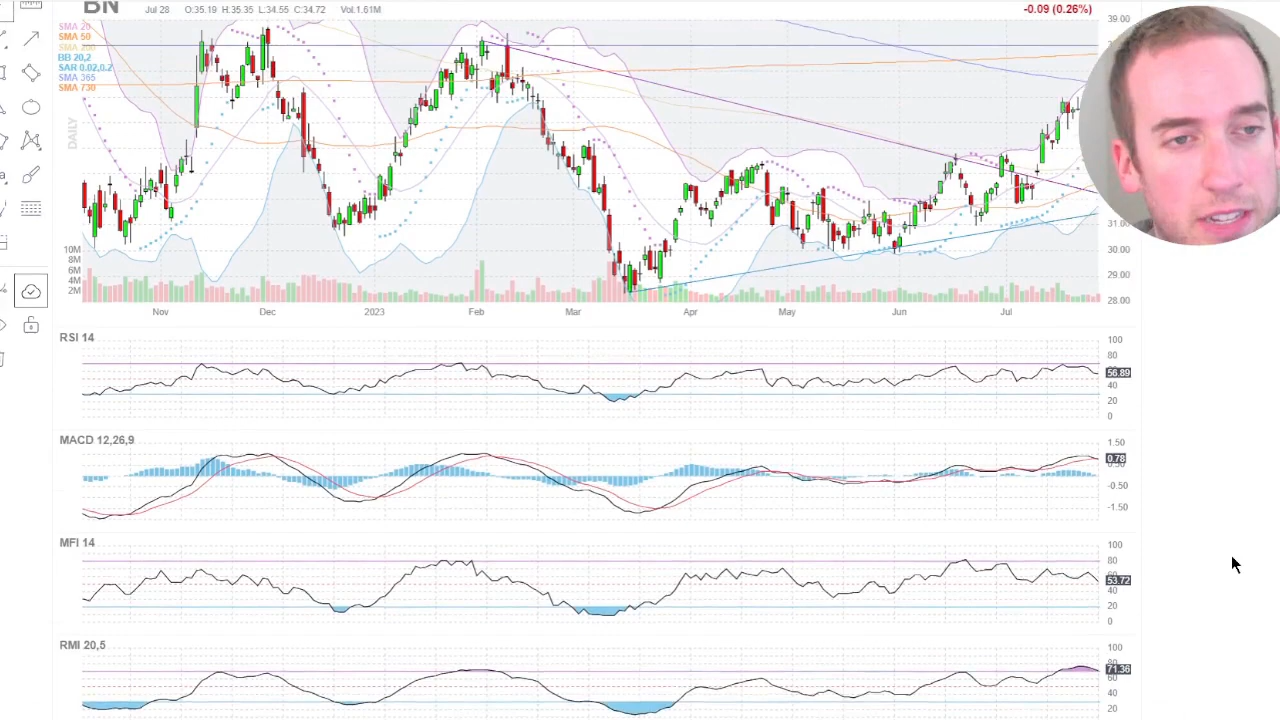 BN Jul 28 O:35.19 H:35.35 L:34.55 C:34.72 Vol.1.61M -0.09 (0.26%)
SMA 20
SMA 50
SMA 200
BB 20,2
SAR 0.02,0.2
SMA 365
SMA 730
DAILY
39.00
31.00
30.00
29.00
28.00
10M
8M
6M
4M
2M
Nov Dec 2023 Feb Mar Apr May Jun Jul
RSI 14
100
80
56.89
40
20
0
MACD 12,26,9
1.50
0.78
0.50
-0.50
-1.50
MFI 14
100
80
53.72
40
20
0
RMI 20,5
100
80
71.36
60
40
20